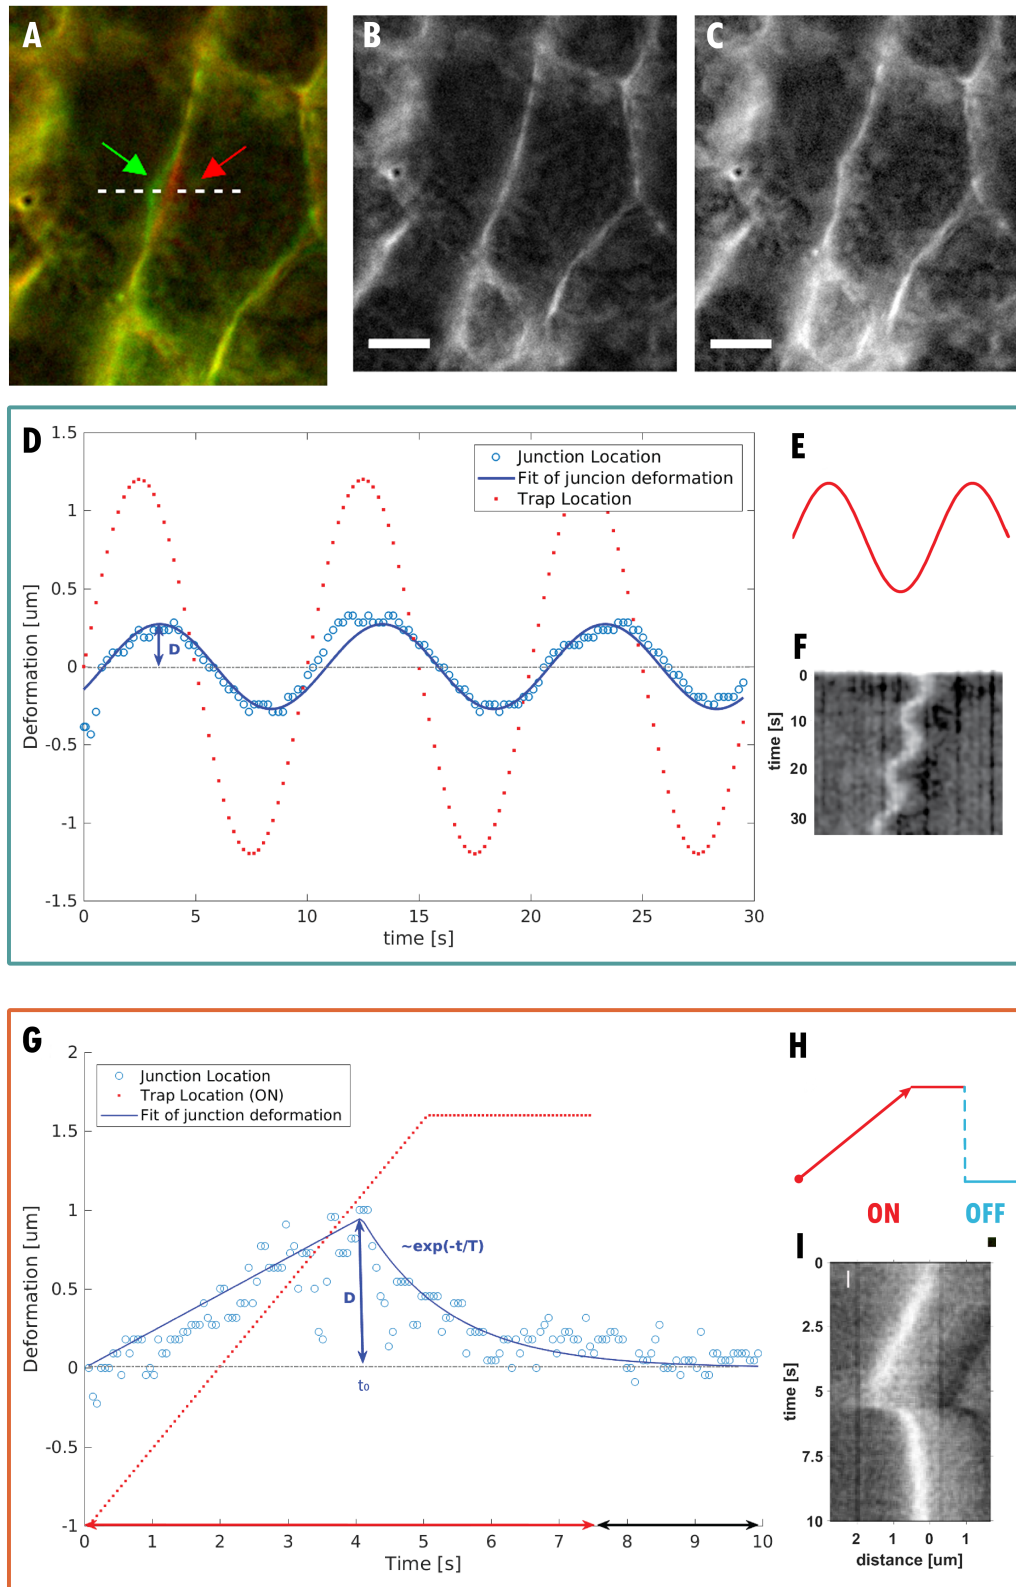 A
B
C
D
1.5
1
0.5
0
-0.5
-1
-1.5
Deformation [um]
Junction Location
Fit of juncion deformation
Trap Location
D
0
5
10
15
20
25
30
time [s]
E
F
0
10
20
30
time [s]
G
2
1.5
1
0.5
0
-0.5
-1
Deformation [um]
Junction Location
Trap Location (ON)
Fit of junction deformation
~exp(-t/T)
D
t₀
0
1
2
3
4
5
6
7
8
9
10
Time [s]
H
ON
OFF
I
0
2.5
5
7.5
10
time [s]
2
1
0
1
distance [um]